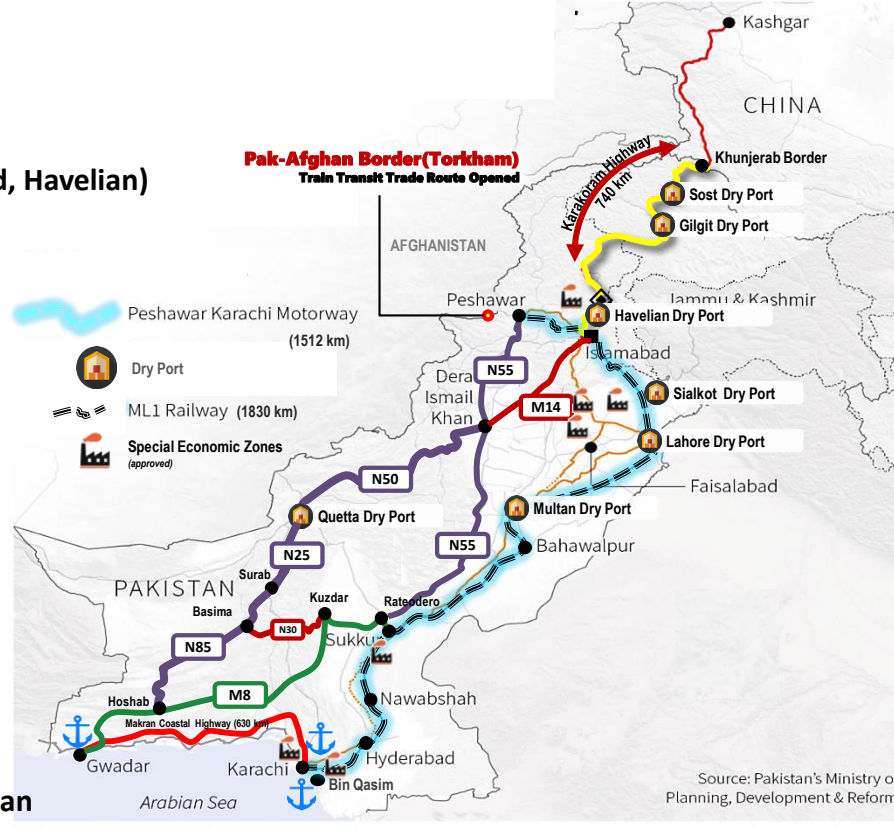 Kashgar
CHINA
d, Havelian)
Pak-Afghan Border(Torkham)
Train Transit Trade Route Opened
Karakoram Highway
740 km
Khunjerab Border
Sost Dry Port
Gilgit Dry Port
AFGHANISTAN
Peshawar
Jammu & Kashmir
Havelian Dry Port
Peshawar Karachi Motorway
(1512 km)
Islamabad
Dry Port
N55
Dera
Ismail
Khan
M14
Sialkot Dry Port
ML1 Railway (1830 km)
Special Economic Zones
(approved)
Lahore Dry Port
N50
Faisalabad
Quetta Dry Port
Multan Dry Port
N25
N55
Bahawalpur
Surab
PAKISTAN
Basima
Kuzdar
Rateodero
N30
Sukku
N85
Hoshab
M8
Nawabshah
Makran Coastal Highway (630 km)
Gwadar
Karachi
Hyderabad
Bin Qasim
an
Arabian Sea
Source: Pakistan's Ministry o
Planning, Development & Reform